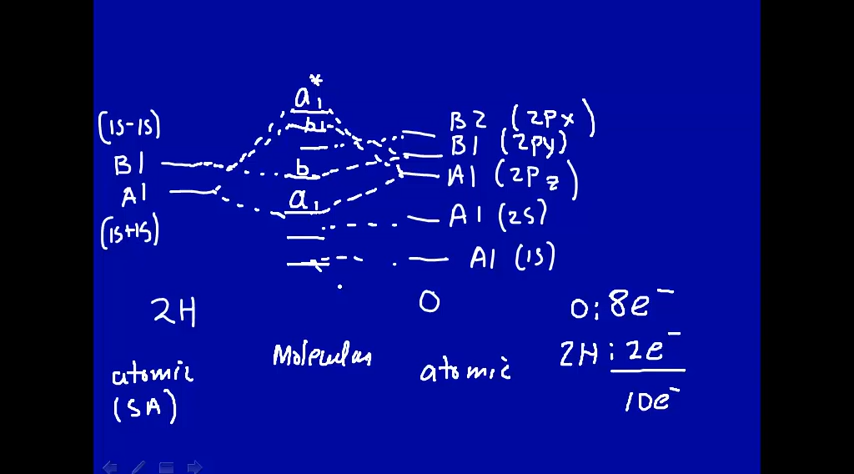 a1*
(1S-1S)
b1
B2 (2Px)
B1 (2Py)
B1
b
A1 (2Pz)
A1
a1
A1 (2S)
(1S+1S)
A1 (1S)
2H
O
O: 8e-
Molecular
2H: 2e-
atomic
atomic
(SA)
10e-